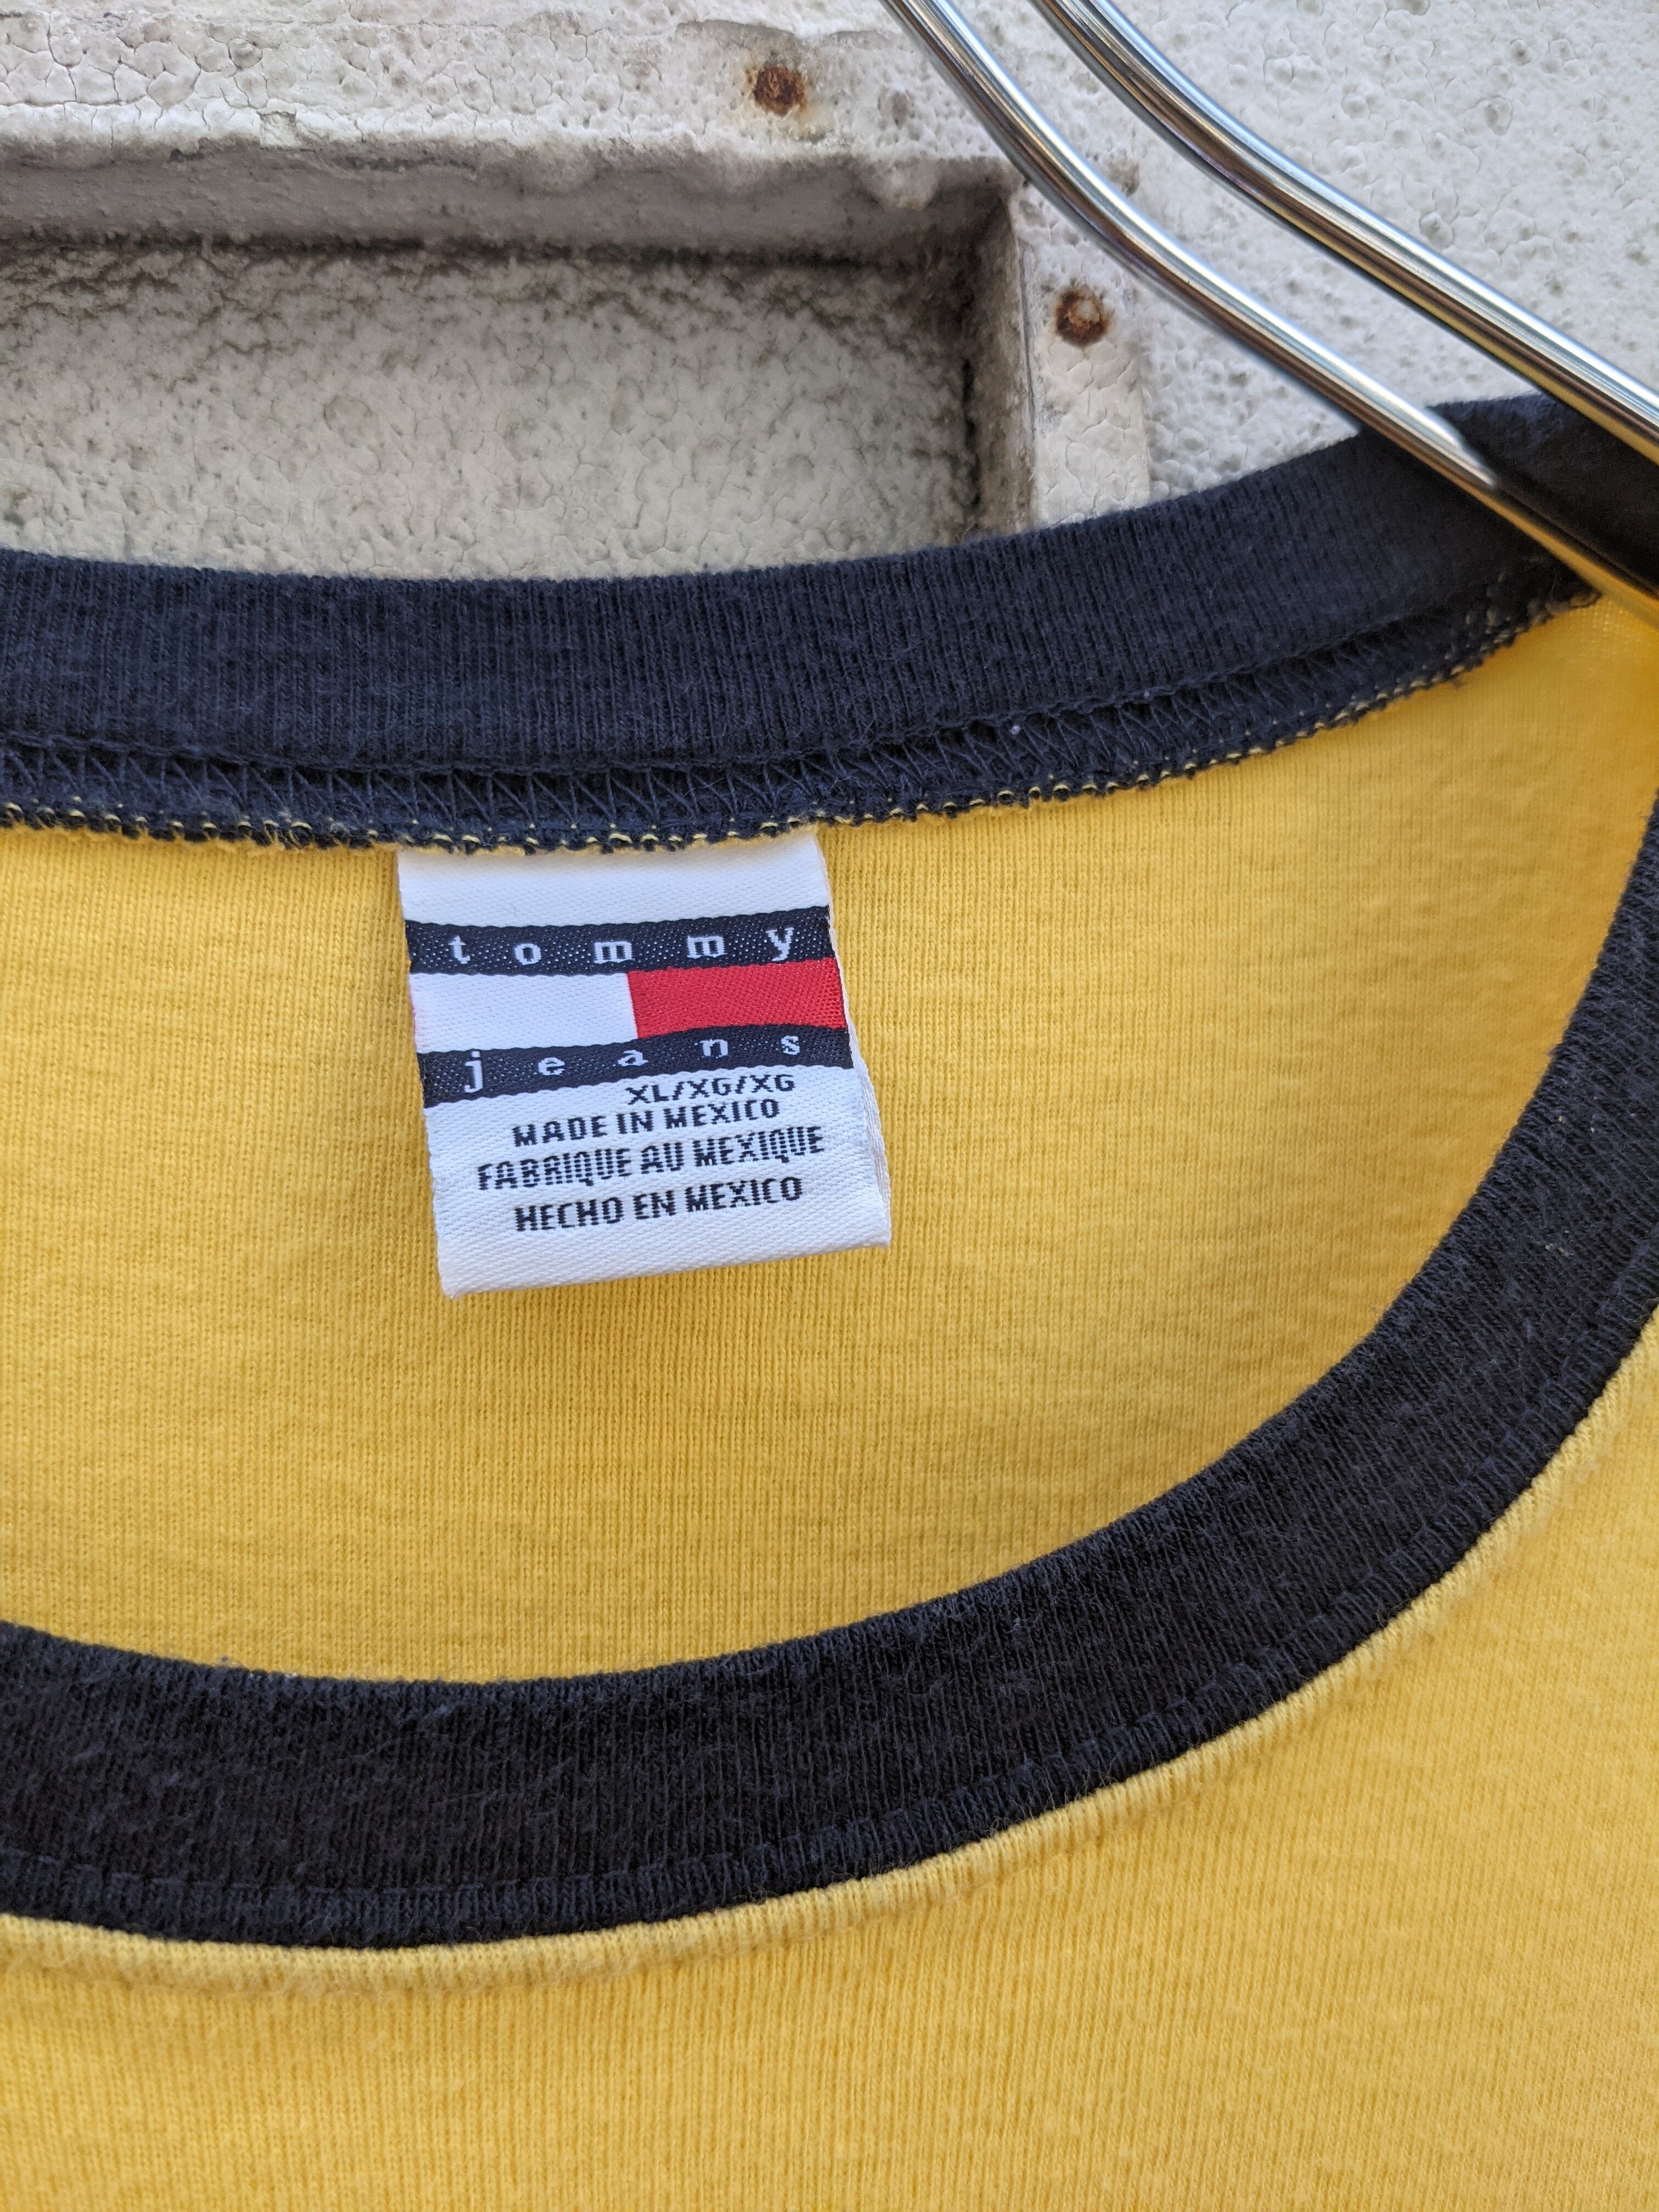 tommy
jeans
XL/XG/XG
MADE IN MEXICO
FABRIQUE AU MEXIQUE
HECHO EN MEXICO